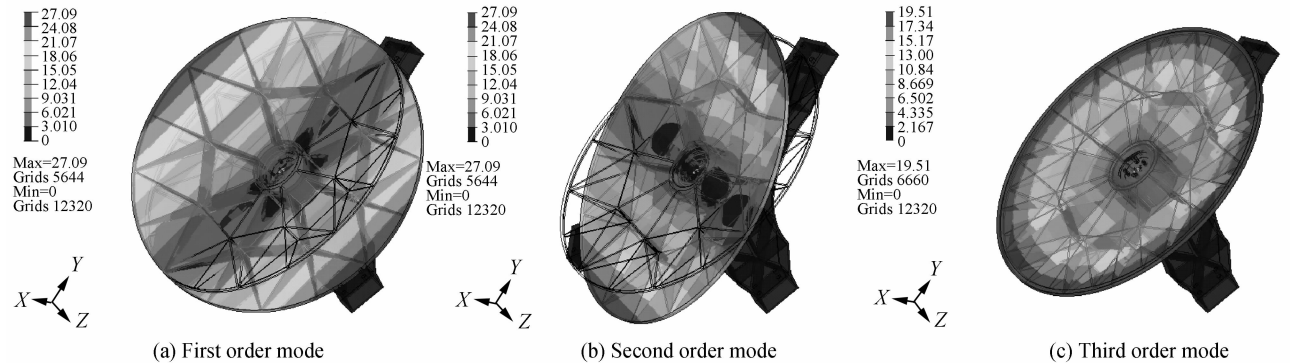 27.09
24.08
21.07
18.06
15.05
12.04
9.031
6.021
3.010
0
Max=27.09
Grids 5644
Min=0
Grids 12320
X
Y
Z
(a) First order mode
27.09
24.08
21.07
18.06
15.05
12.04
9.031
6.021
3.010
0
Max=27.09
Grids 5644
Min=0
Grids 12320
X
Y
Z
(b) Second order mode
19.51
17.34
15.17
13.00
10.84
8.669
6.502
4.335
2.167
0
Max=19.51
Grids 6660
Min=0
Grids 12320
X
Y
Z
(c) Third order mode